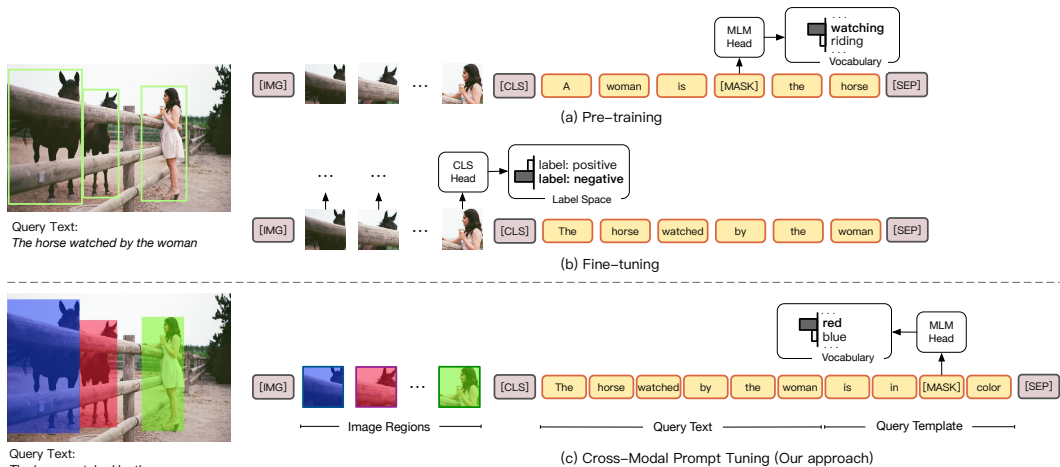 [IMG] ... [CLS] A woman is [MASK] the horse [SEP]
MLM Head
...
watching
riding
...
Vocabulary
(a) Pre-training
Query Text:
The horse watched by the woman
... ... 
CLS Head
label: positive
label: negative
Label Space
[IMG] ... [CLS] The horse watched by the woman [SEP]
(b) Fine-tuning
...
red
blue
...
Vocabulary
MLM Head
[IMG] ... [CLS] The horse watched by the woman is in [MASK] color [SEP]
Image Regions
Query Text
Query Template
Query Text:
(c) Cross-Modal Prompt Tuning (Our approach)